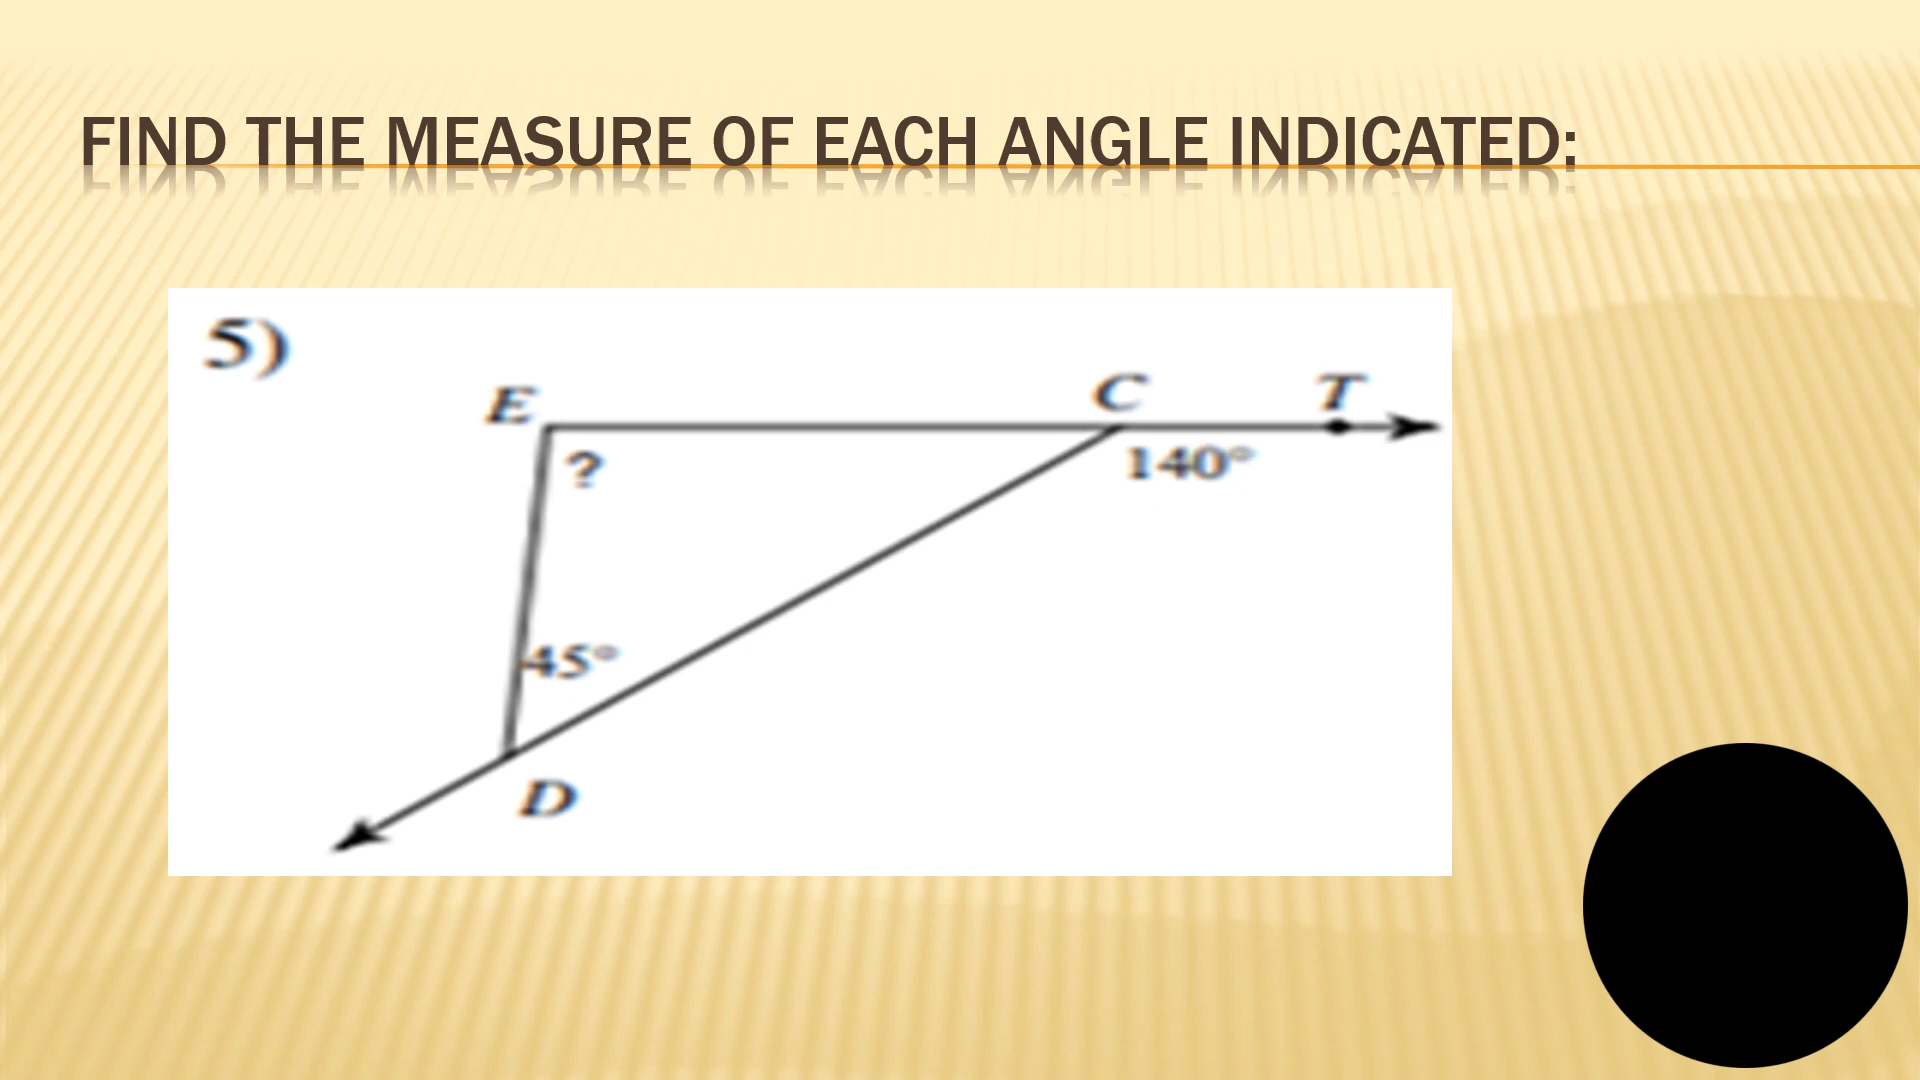 FIND THE MEASURE OF EACH ANGLE INDICATED:
5)
E
C
T
?
140°
45°
D